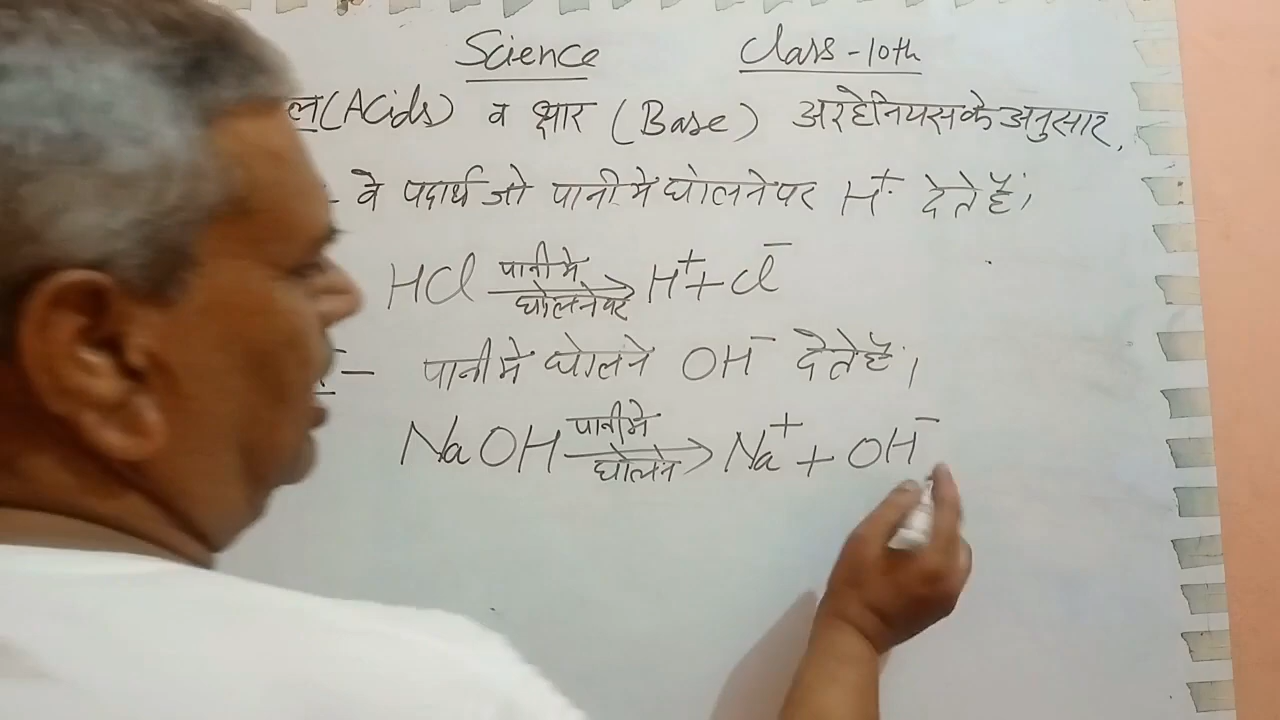 Science Class-10th
ल(Acids) व क्षार (Base) अरहेनियस के अनुसार,
:- वे पदार्थ जो पानी में घोलने पर H⁺ देते हैं।
HCl पानी में घोलने पर → H⁺ + Cl⁻
:- पानी में घोलने OH⁻ देते हैं।
NaOH पानी में घोलने → Na⁺ + OH⁻